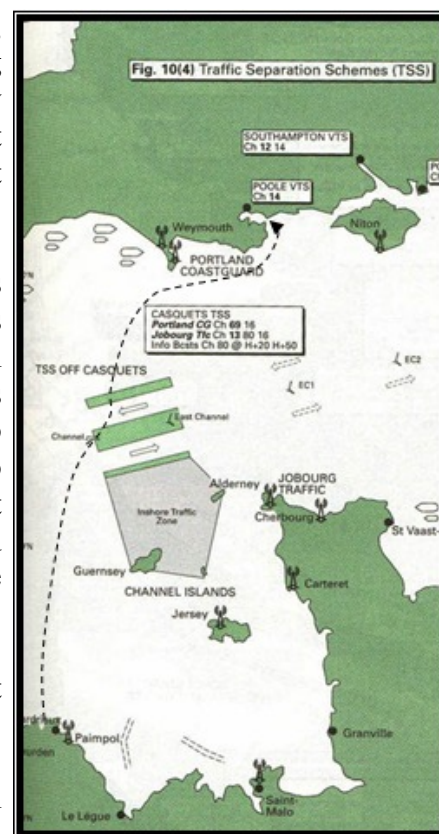 Fig. 10(4) Traffic Separation Schemes (TSS)
SOUTHAMPTON VTS
Ch 12 14
POOLE VTS
Ch 14
Weymouth
Niton
PORTLAND
COASTGUARD
CASQUETS TSS
Portland CG Ch 69 16
Jobourg Tfc Ch 13 80 16
Info Bcsts Ch 80 @ H+20 H+50
EC2
TSS OFF CASQUETS
EC1
East Channel
Channel
Alderney
JOBOURG
TRAFFIC
Inshore Traffic
Zone
Cherbourg
St Vaast-
Guernsey
CHANNEL ISLANDS
Carteret
Jersey
Paimpol
Granville
Saint-
Malo
Le Légue